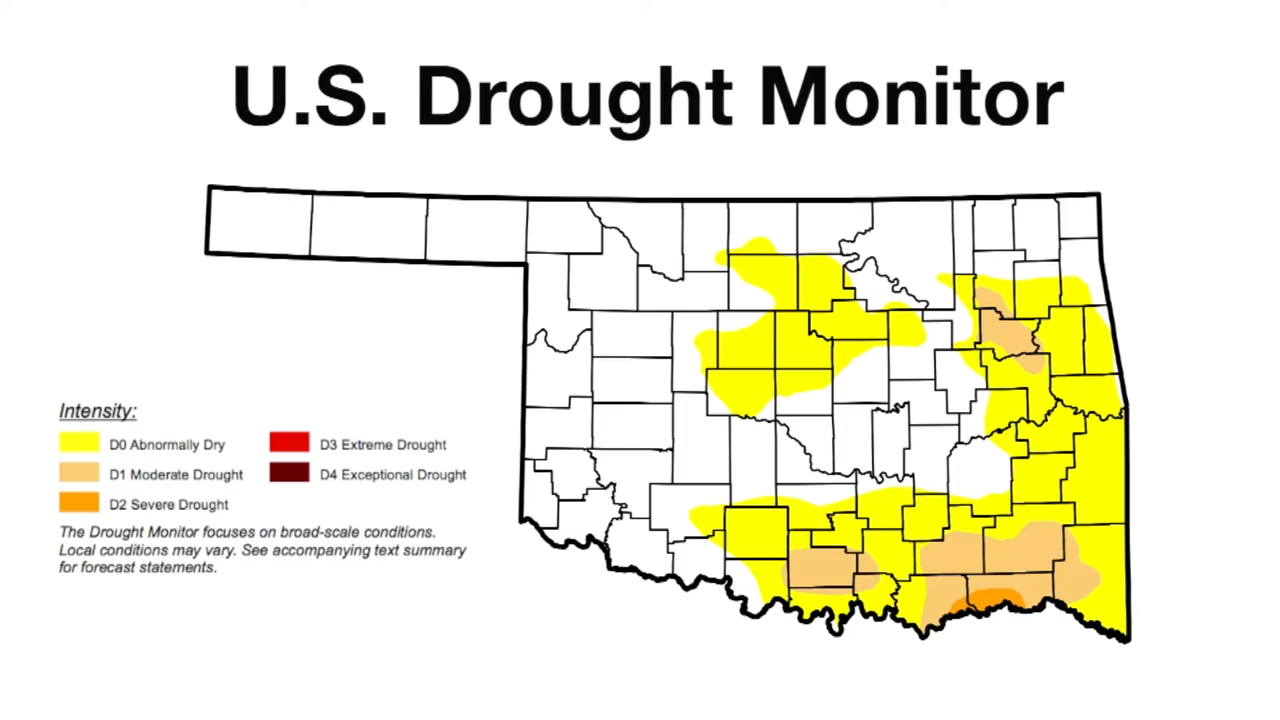 U.S. Drought Monitor
Intensity:
D0 Abnormally Dry
D1 Moderate Drought
D2 Severe Drought
D3 Extreme Drought
D4 Exceptional Drought
The Drought Monitor focuses on broad-scale conditions.
Local conditions may vary. See accompanying text summary
for forecast statements.